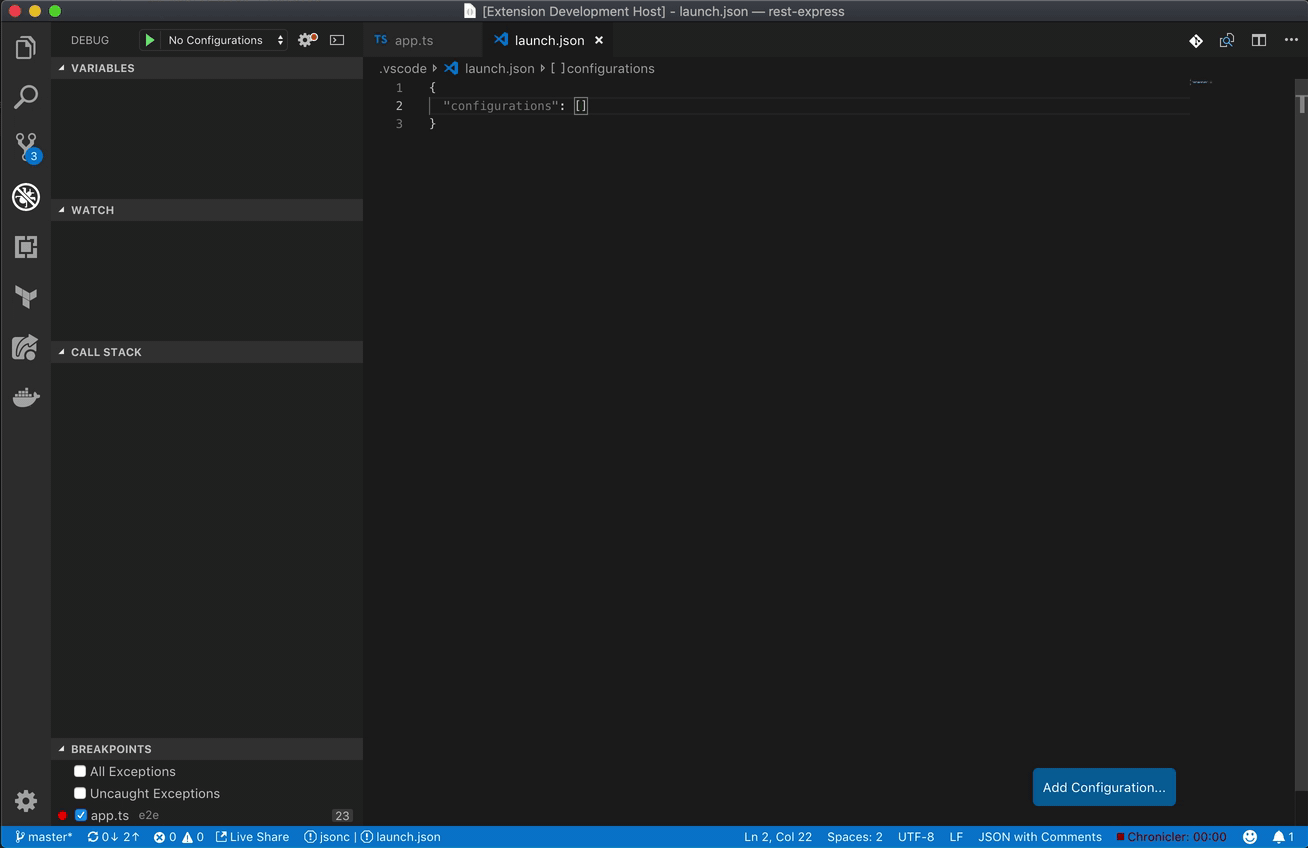 [Extension Development Host] - launch.json — rest-express
DEBUG
No Configurations
TS app.ts
launch.json
VARIABLES
.vscode
launch.json
[ ]configurations
1 {
2 "configurations": []
3 }
3
WATCH
CALL STACK
BREAKPOINTS
All Exceptions
Uncaught Exceptions
app.ts e2e 23
Add Configuration...
master* 0↓ 2↑ 0 0 Live Share jsonc | launch.json Ln 2, Col 22 Spaces: 2 UTF-8 LF JSON with Comments Chronicler: 00:00 1